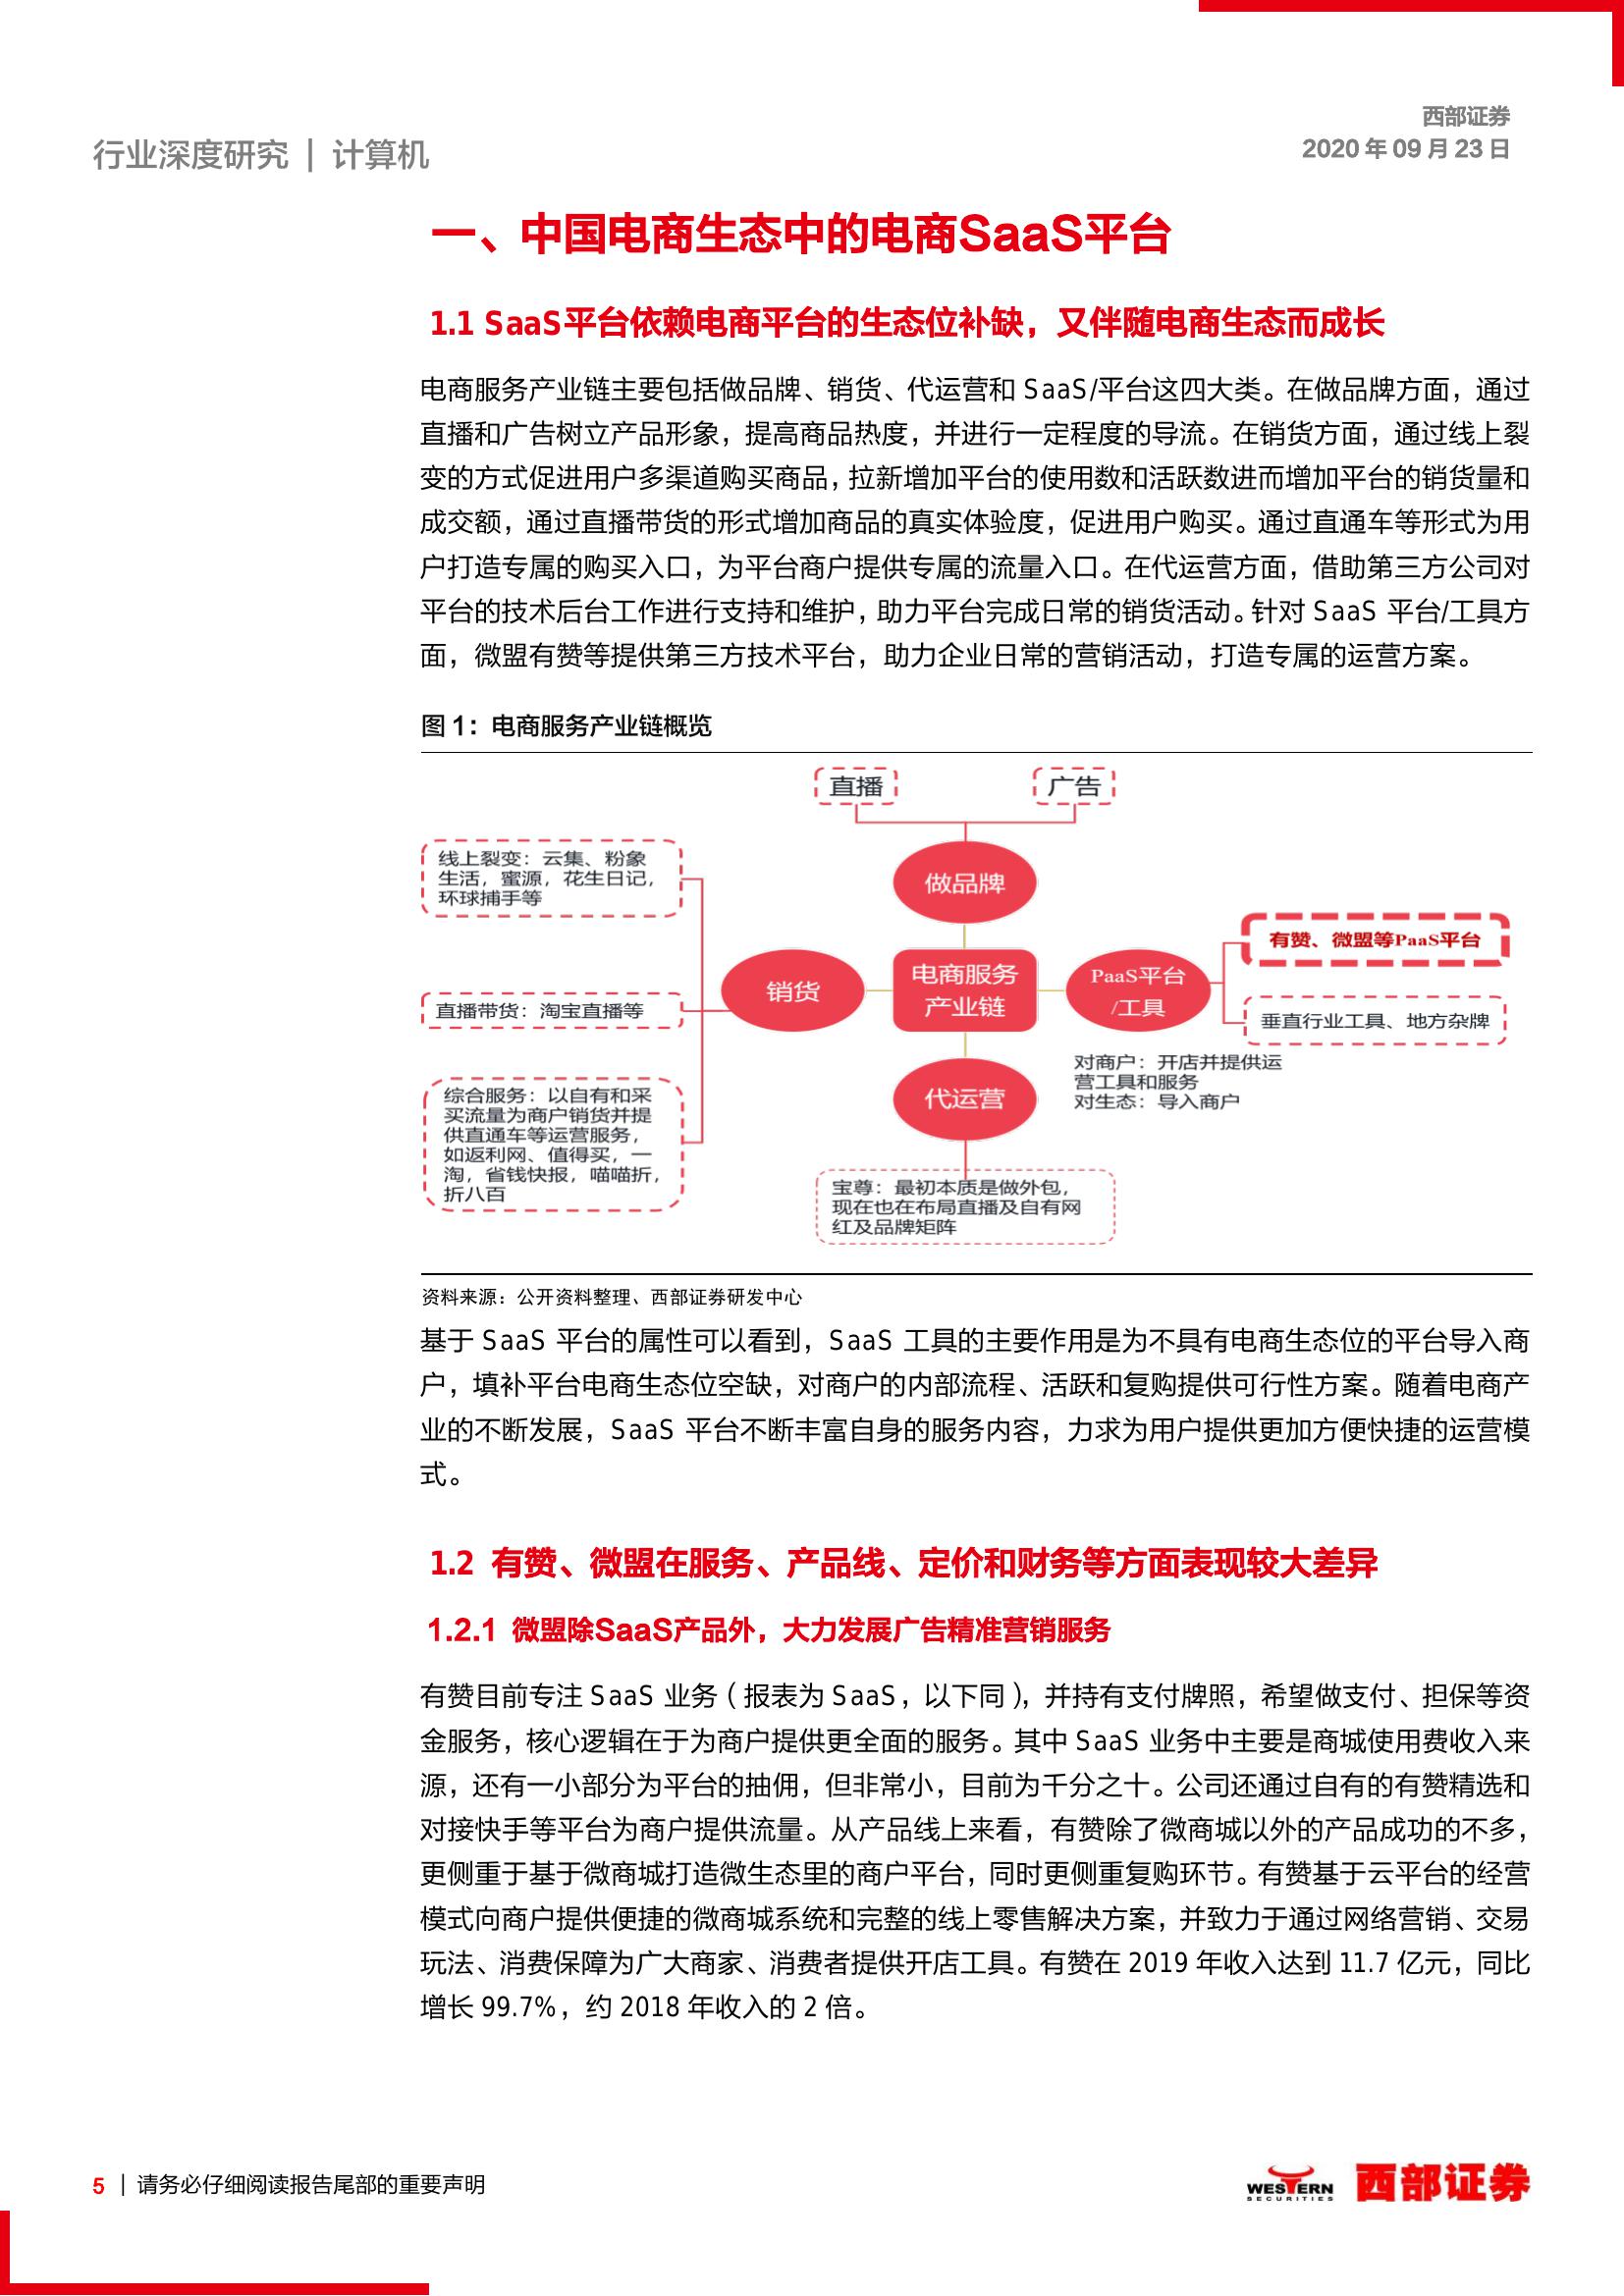 西部证券
行业深度研究 | 计算机
2020 年 09 月 23 日
一、中国电商生态中的电商SaaS平台
1.1 SaaS平台依赖电商平台的生态位补缺，又伴随电商生态而成长
电商服务产业链主要包括做品牌、销货、代运营和 SaaS/平台这四大类。在做品牌方面，通过
直播和广告树立产品形象，提高商品热度，并进行一定程度的导流。在销货方面，通过线上裂
变的方式促进用户多渠道购买商品，拉新增加平台的使用数和活跃数进而增加平台的销货量和
成交额，通过直播带货的形式增加商品的真实体验度，促进用户购买。通过直通车等形式为用
户打造专属的购买入口，为平台商户提供专属的流量入口。在代运营方面，借助第三方公司对
平台的技术后台工作进行支持和维护，助力平台完成日常的销货活动。针对 SaaS 平台/工具方
面，微盟有赞等提供第三方技术平台，助力企业日常的营销活动，打造专属的运营方案。
图 1：电商服务产业链概览
直播
广告
做品牌
线上裂变：云集、粉象
生活，蜜源，花生日记，
环球捕手等
直播带货：淘宝直播等
综合服务：以自有和采
买流量为商户销货并提
供直通车等运营服务，
如返利网、值得买，一
淘，省钱快报，喵喵折，
折八百
销货
电商服务
产业链
PaaS平台
/工具
有赞、微盟等PaaS平台
垂直行业工具、地方杂牌
对商户：开店并提供运
营工具和服务
对生态：导入商户
代运营
宝尊：最初本质是做外包，
现在也在布局直播及自有网
红及品牌矩阵
资料来源：公开资料整理、西部证券研发中心
基于 SaaS 平台的属性可以看到，SaaS 工具的主要作用是为不具有电商生态位的平台导入商
户，填补平台电商生态位空缺，对商户的内部流程、活跃和复购提供可行性方案。随着电商产
业的不断发展，SaaS 平台不断丰富自身的服务内容，力求为用户提供更加方便快捷的运营模
式。
1.2 有赞、微盟在服务、产品线、定价和财务等方面表现较大差异
1.2.1 微盟除SaaS产品外，大力发展广告精准营销服务
有赞目前专注 SaaS 业务（报表为 SaaS，以下同），并持有支付牌照，希望做支付、担保等资
金服务，核心逻辑在于为商户提供更全面的服务。其中 SaaS 业务中主要是商城使用费收入来
源，还有一小部分为平台的抽佣，但非常小，目前为千分之十。公司还通过自有的有赞精选和
对接快手等平台为商户提供流量。从产品线上来看，有赞除了微商城以外的产品成功的不多，
更侧重于基于微商城打造微生态里的商户平台，同时更侧重复购环节。有赞基于云平台的经营
模式向商户提供便捷的微商城系统和完整的线上零售解决方案，并致力于通过网络营销、交易
玩法、消费保障为广大商家、消费者提供开店工具。有赞在 2019 年收入达到 11.7 亿元，同比
增长 99.7%，约 2018 年收入的 2 倍。
5 | 请务必仔细阅读报告尾部的重要声明
WESTERN
SECURITIES
西部证券